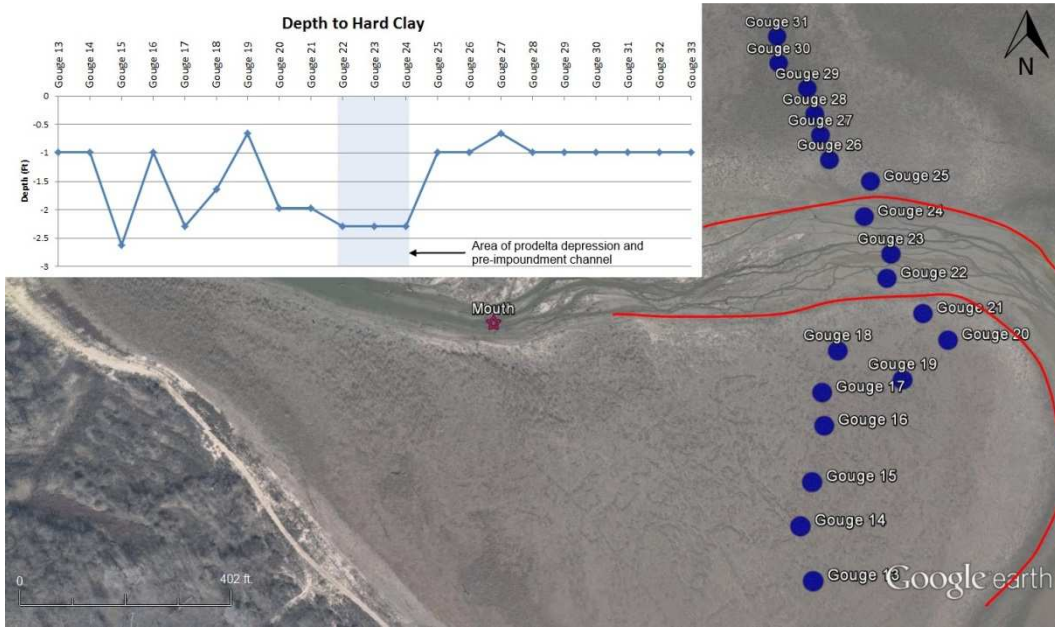 Depth to Hard Clay
Gouge 13
Gouge 14
Gouge 15
Gouge 16
Gouge 17
Gouge 18
Gouge 19
Gouge 20
Gouge 21
Gouge 22
Gouge 23
Gouge 24
Gouge 25
Gouge 26
Gouge 27
Gouge 28
Gouge 29
Gouge 30
Gouge 31
Gouge 32
Gouge 33
0
-0.5
-1
-1.5
-2
-2.5
-3
Depth (Ft)
Area of prodelta depression and
pre-impoundment channel
N
Gouge 31
Gouge 30
Gouge 29
Gouge 28
Gouge 27
Gouge 26
Gouge 25
Gouge 24
Gouge 23
Gouge 22
Gouge 21
Gouge 20
Gouge 19
Gouge 18
Gouge 17
Gouge 16
Gouge 15
Gouge 14
Gouge 13
Mouth
0
402 ft
Google earth